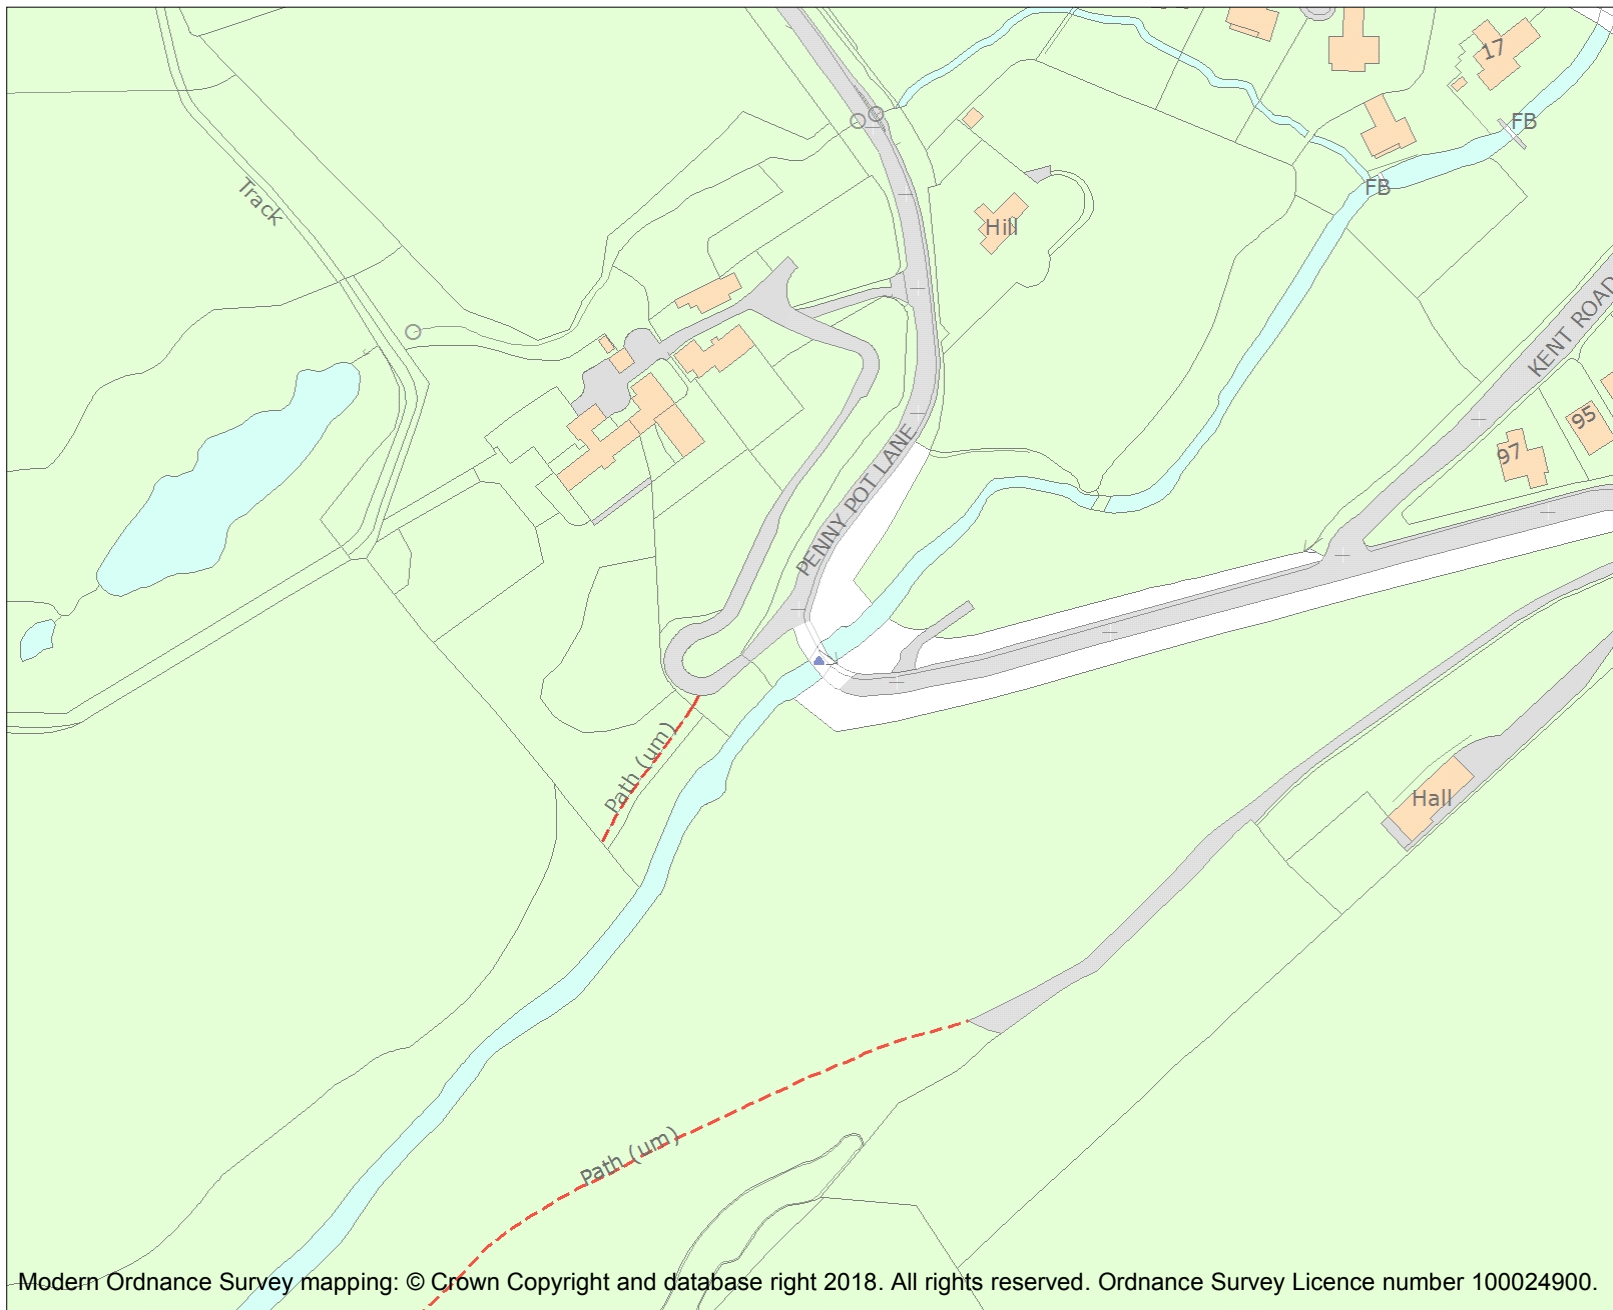 17
FB
FB
Track
Hill
KENT ROAD
95
97
PENNY POT LANE
Path (um)
Hall
Path (um)
Modern Ordnance Survey mapping: © Crown Copyright and database right 2018. All rights reserved. Ordnance Survey Licence number 100024900.